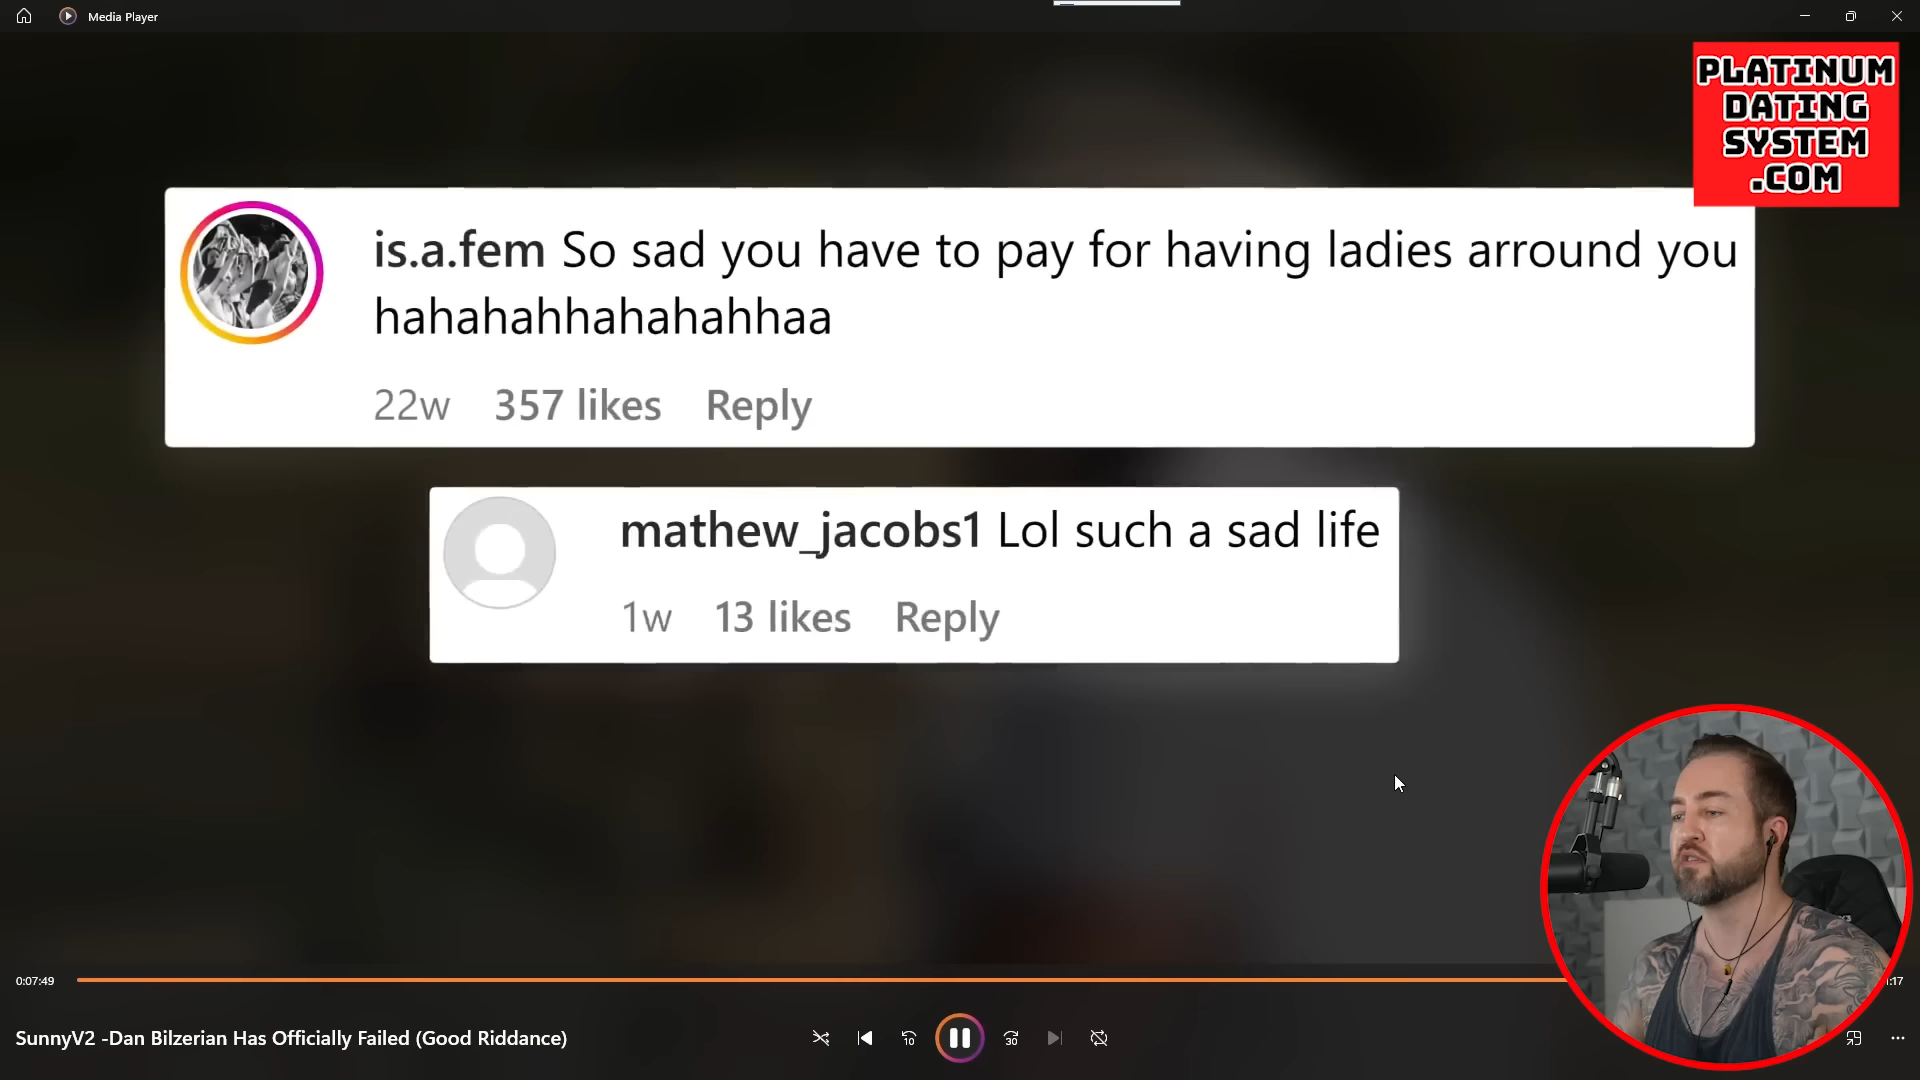 Media Player
PLATINUM
DATING
SYSTEM
.COM
is.a.fem So sad you have to pay for having ladies arround you
hahahahhahahahhaa
22w 357 likes Reply
mathew_jacobs1 Lol such a sad life
1w 13 likes Reply
0:07:49
:17
SunnyV2 -Dan Bilzerian Has Officially Failed (Good Riddance)
10
30